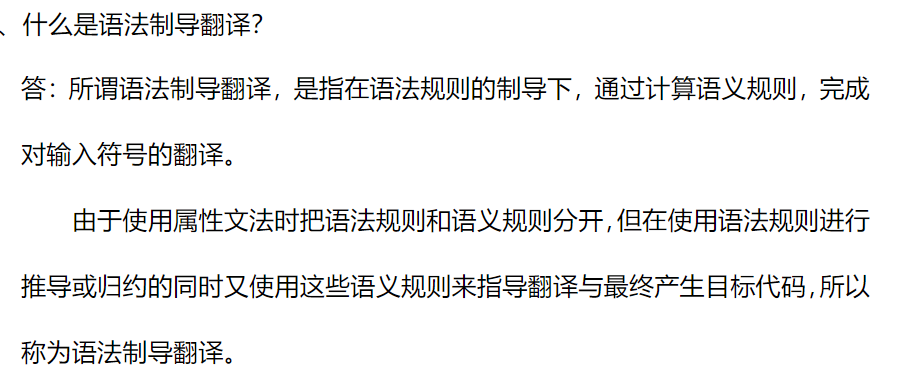 、什么是语法制导翻译？
答：所谓语法制导翻译，是指在语法规则的制导下，通过计算语义规则，完成
对输入符号的翻译。
由于使用属性文法时把语法规则和语义规则分开,但在使用语法规则进行
推导或归约的同时又使用这些语义规则来指导翻译与最终产生目标代码,所以
称为语法制导翻译。